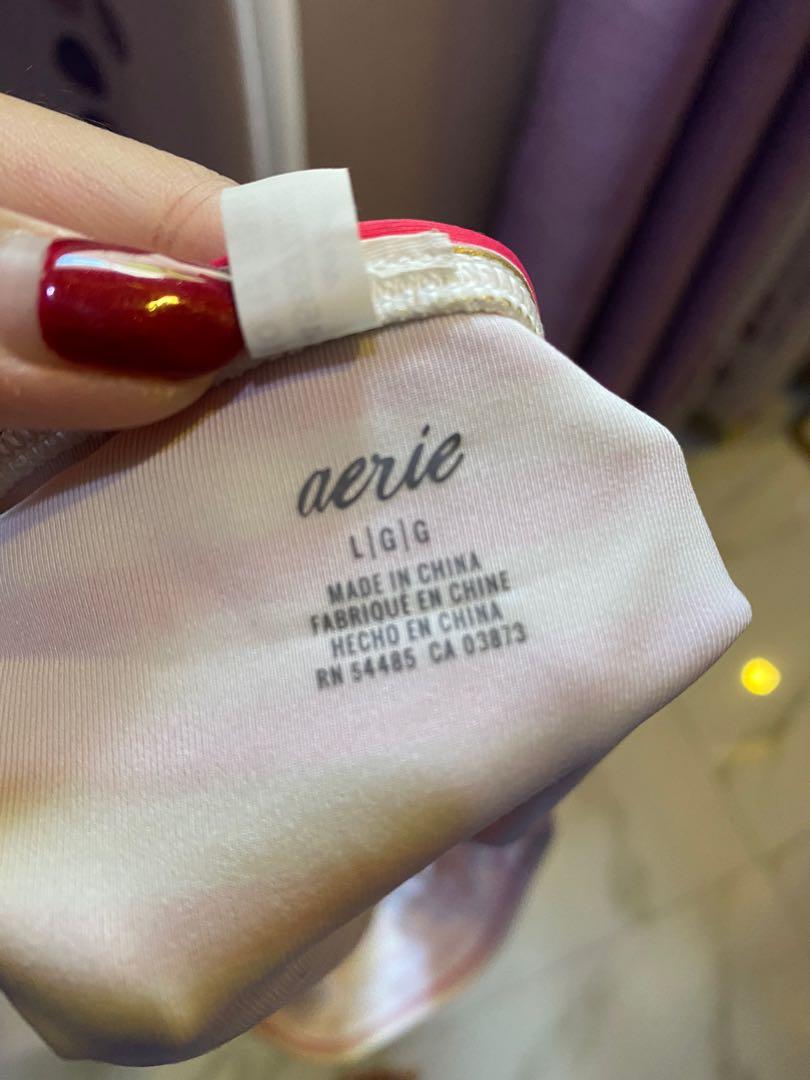 aerie
L|G|G
MADE IN CHINA
FABRIQUÉ EN CHINE
HECHO EN CHINA
RN 54485 CA 03873